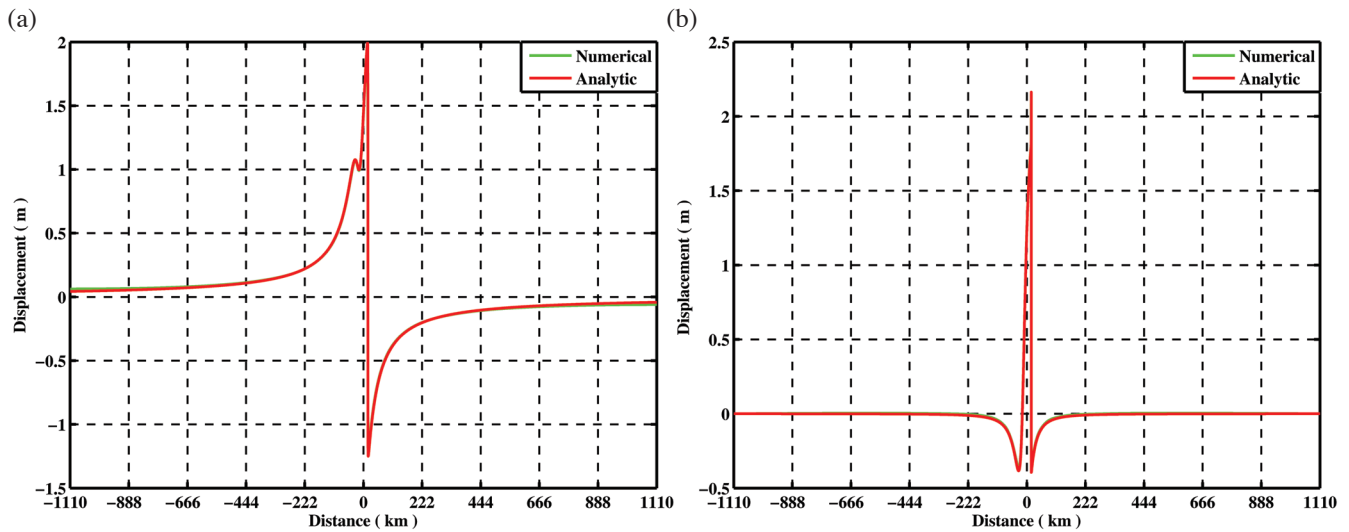 (a)
Numerical
Analytic
Displacement ( m )
2
1.5
1
0.5
0
−0.5
−1
−1.5
−1110 −888 −666 −444 −222 0 222 444 666 888 1110
Distance ( km )
(b)
Numerical
Analytic
Displacement ( m )
2.5
2
1.5
1
0.5
0
−0.5
−1110 −888 −666 −444 −222 0 222 444 666 888 1110
Distance ( km )